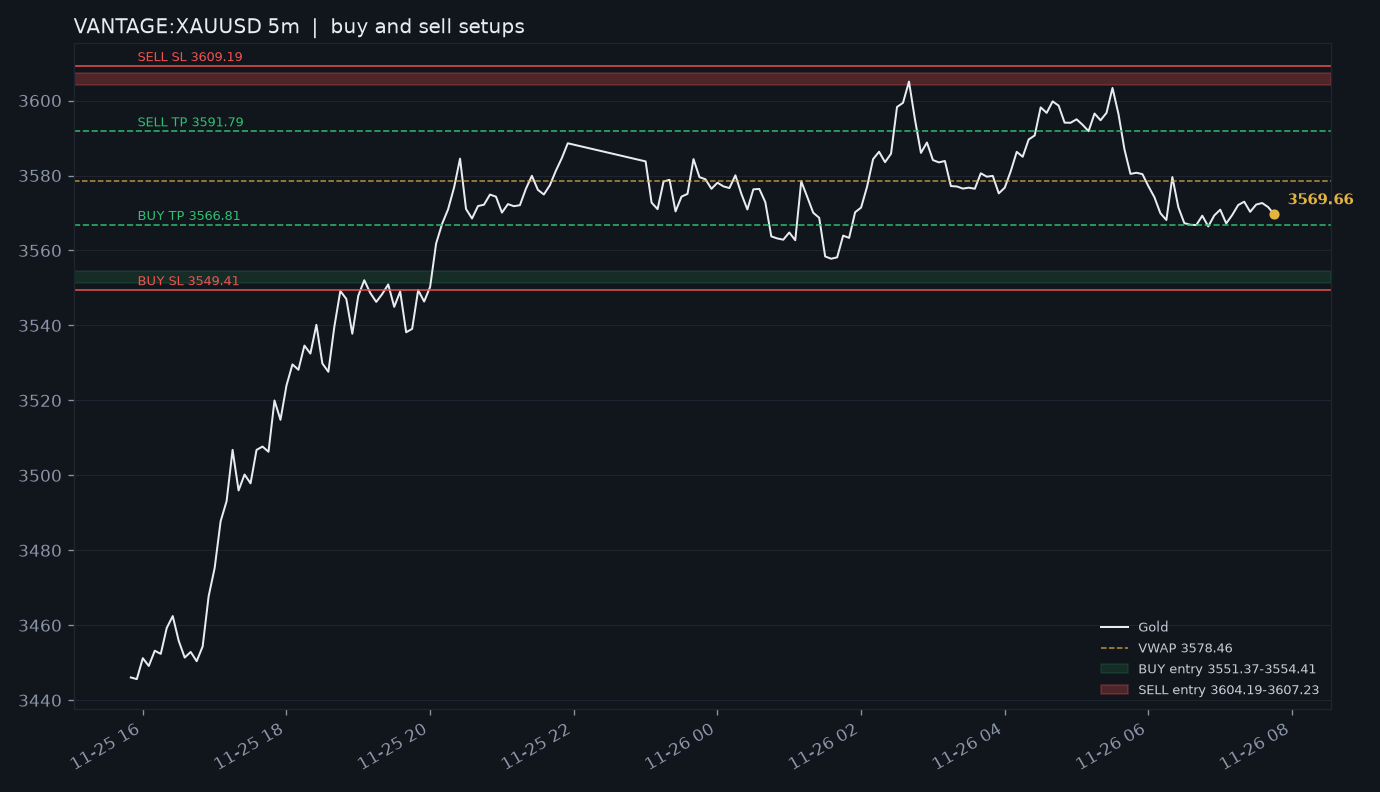 VANTAGE:XAUUSD 5m | buy and sell setups
SELL SL 3609.19
3600
SELL TP 3591.79
3580
3569.66
BUY TP 3566.81
3560
BUY SL 3549.41
3540
3520
3500
3480
3460
3440
Gold
VWAP 3578.46
BUY entry 3551.37-3554.41
SELL entry 3604.19-3607.23
11-25 16
11-25 18
11-25 20
11-25 22
11-26 00
11-26 02
11-26 04
11-26 06
11-26 08